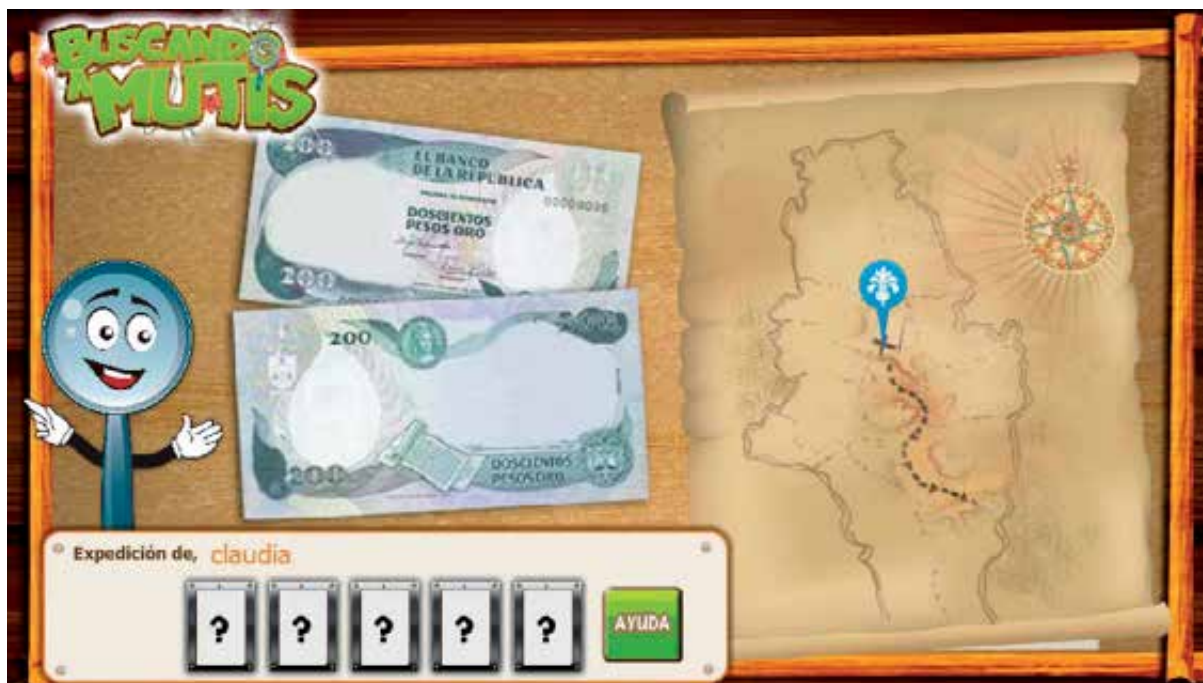 BUSCANDO
A MUTIS
200
EL BANCO
DE LA REPUBLICA
DOSCIENTOS
PESOS ORO
200
200
DOSCIENTOS
PESOS ORO
200
Expedición de, claudia
? ? ? ? ?
AYUDA